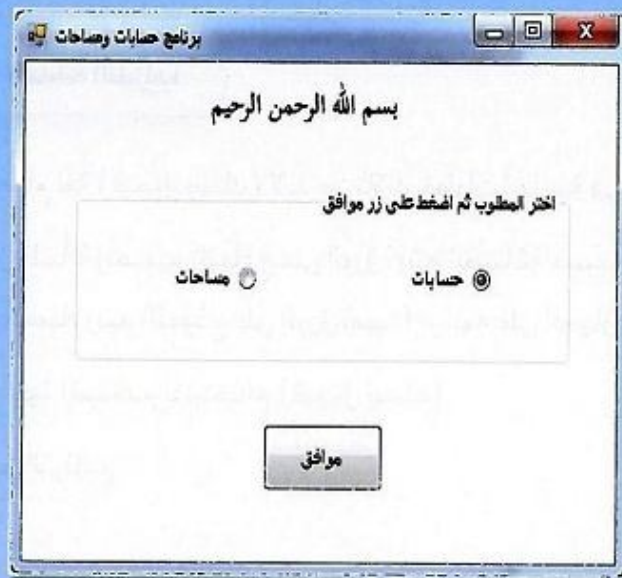 برنامج حسابات ومساحات
بسم الله الرحمن الرحيم
اختر المطلوب ثم اضغط على زر موافق
حسابات
مساحات
موافق